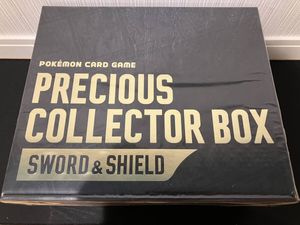 POKÉMON CARD GAME
PRECIOUS
COLLECTOR BOX
SWORD & SHIELD